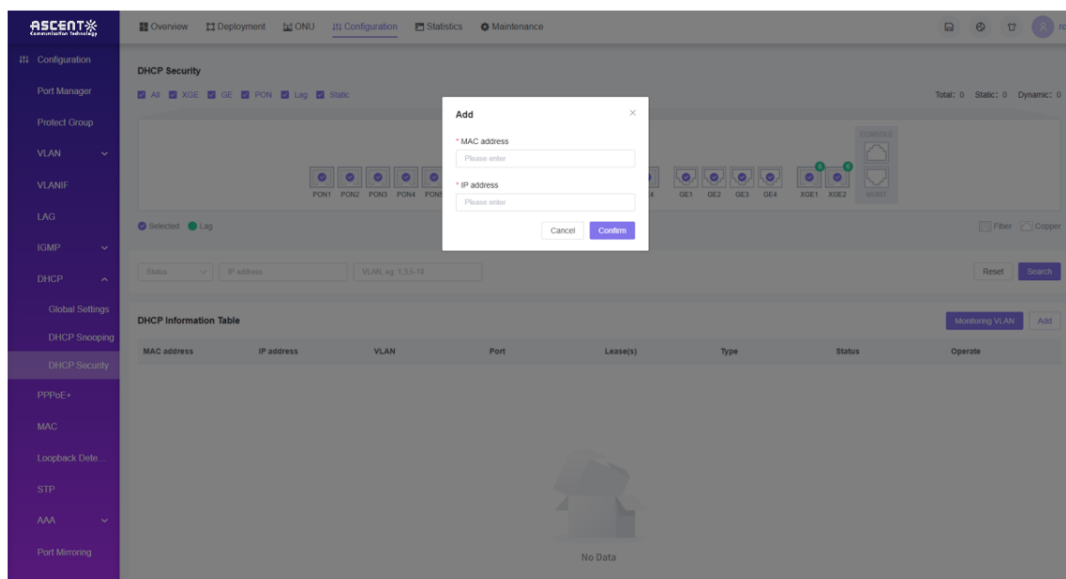 ASCENT
Communication Technology
Overview Deployment ONU Configuration Statistics Maintenance
Configuration
Port Manager
Protect Group
VLAN
VLANIF
LAG
IGMP
DHCP
Global Settings
DHCP Snooping
DHCP Security
PPPoE+
MAC
Loopback Dete...
STP
AAA
Port Mirroring
DHCP Security
All XGE GE PON Lag Static
Total: 0 Static: 0 Dynamic: 0
CONSOLE
PON1 PON2 PON3 PON4 GE1 GE2 GE3 GE4 XGE1 XGE2
Selected Lag
Fiber Copper
Add
* MAC address
Please enter
* IP address
Please enter
Cancel Confirm
Status IP address VLAN, eg: 1,3,5-10
Reset Search
DHCP Information Table
Monitoring VLAN Add
MAC address IP address VLAN Port Lease(s) Type Status Operate
No Data